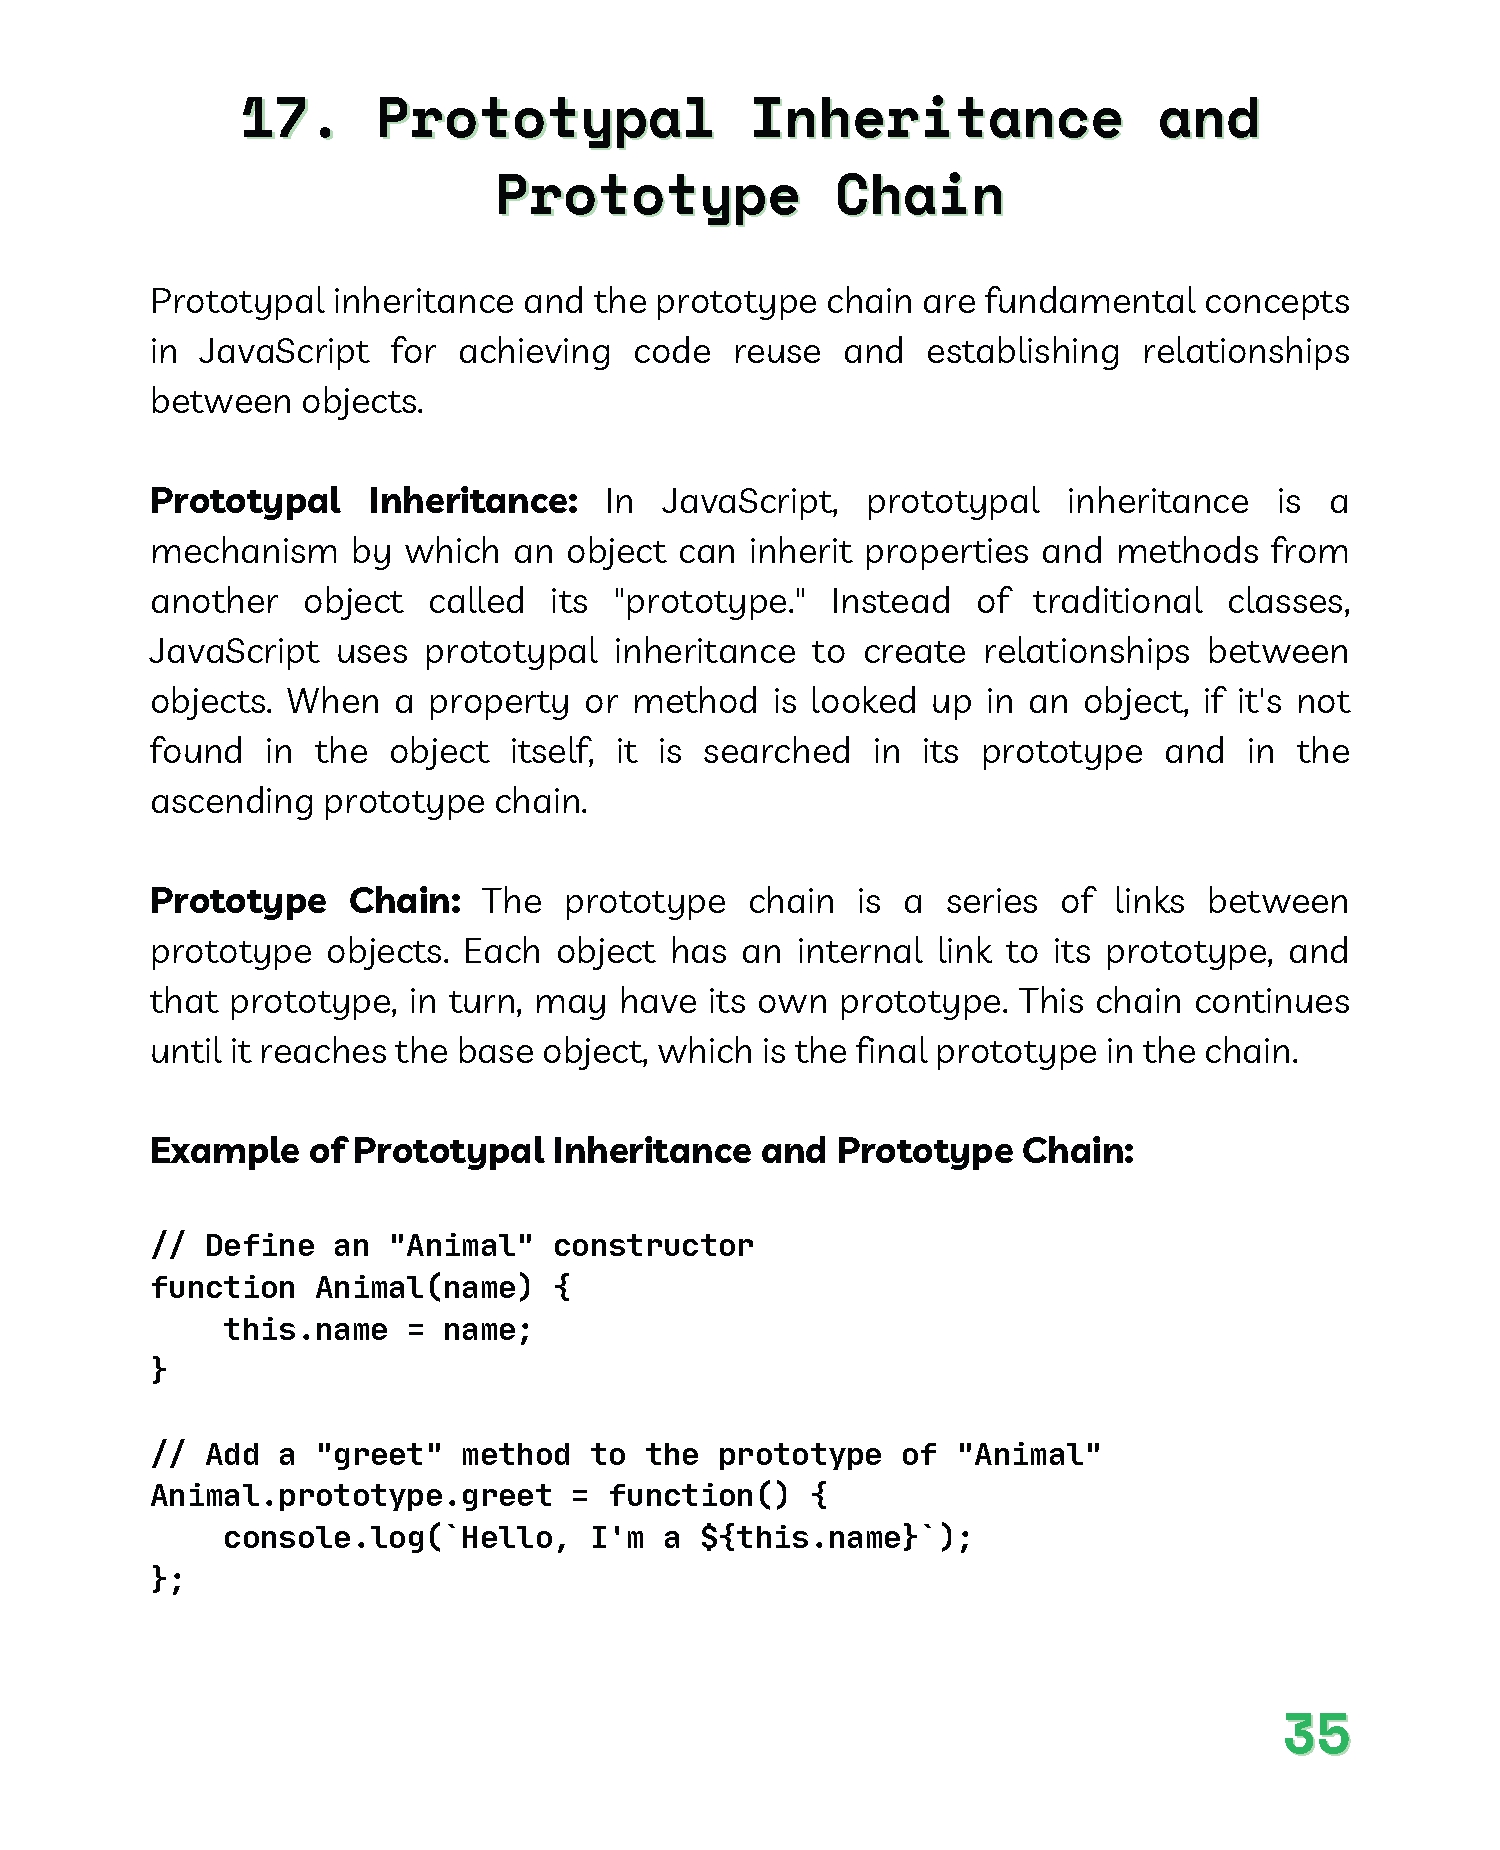 17. Prototypal Inheritance and
Prototype Chain
Prototypal inheritance and the prototype chain are fundamental concepts
in JavaScript for achieving code reuse and establishing relationships
between objects.
Prototypal Inheritance: In JavaScript, prototypal inheritance is a
mechanism by which an object can inherit properties and methods from
another object called its "prototype." Instead of traditional classes,
JavaScript uses prototypal inheritance to create relationships between
objects. When a property or method is looked up in an object, if it's not
found in the object itself, it is searched in its prototype and in the
ascending prototype chain.
Prototype Chain: The prototype chain is a series of links between
prototype objects. Each object has an internal link to its prototype, and
that prototype, in turn, may have its own prototype. This chain continues
until it reaches the base object, which is the final prototype in the chain.
Example of Prototypal Inheritance and Prototype Chain:
// Define an "Animal" constructor
function Animal(name) {
    this.name = name;
}
// Add a "greet" method to the prototype of "Animal"
Animal.prototype.greet = function() {
    console.log(`Hello, I'm a ${this.name}`);
};
35